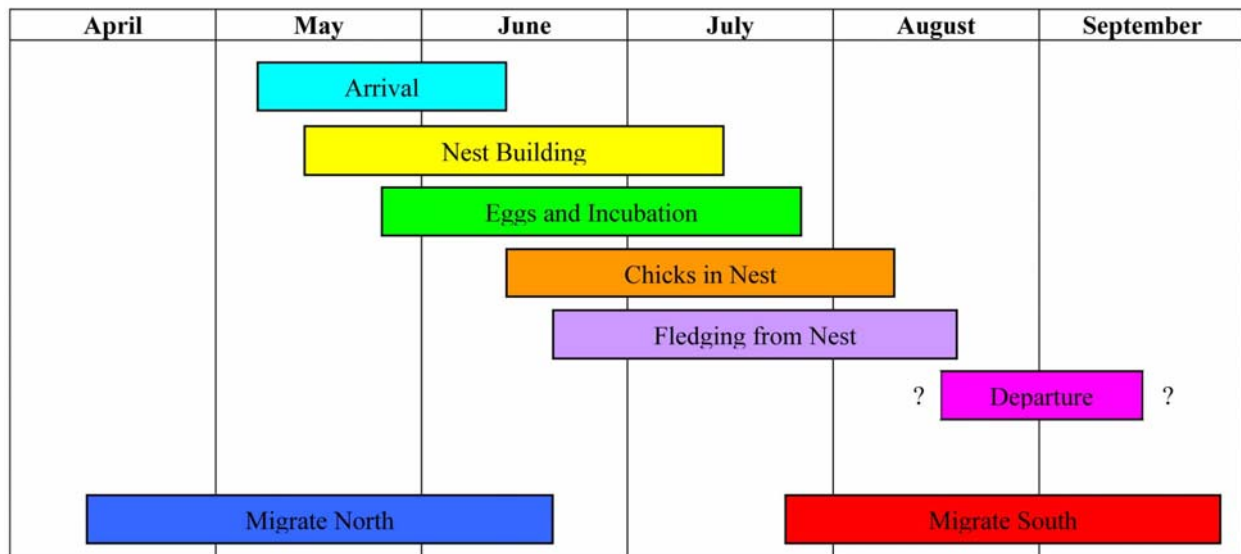 April May June July August September
Arrival
Nest Building
Eggs and Incubation
Chicks in Nest
Fledging from Nest
? Departure ?
Migrate North Migrate South